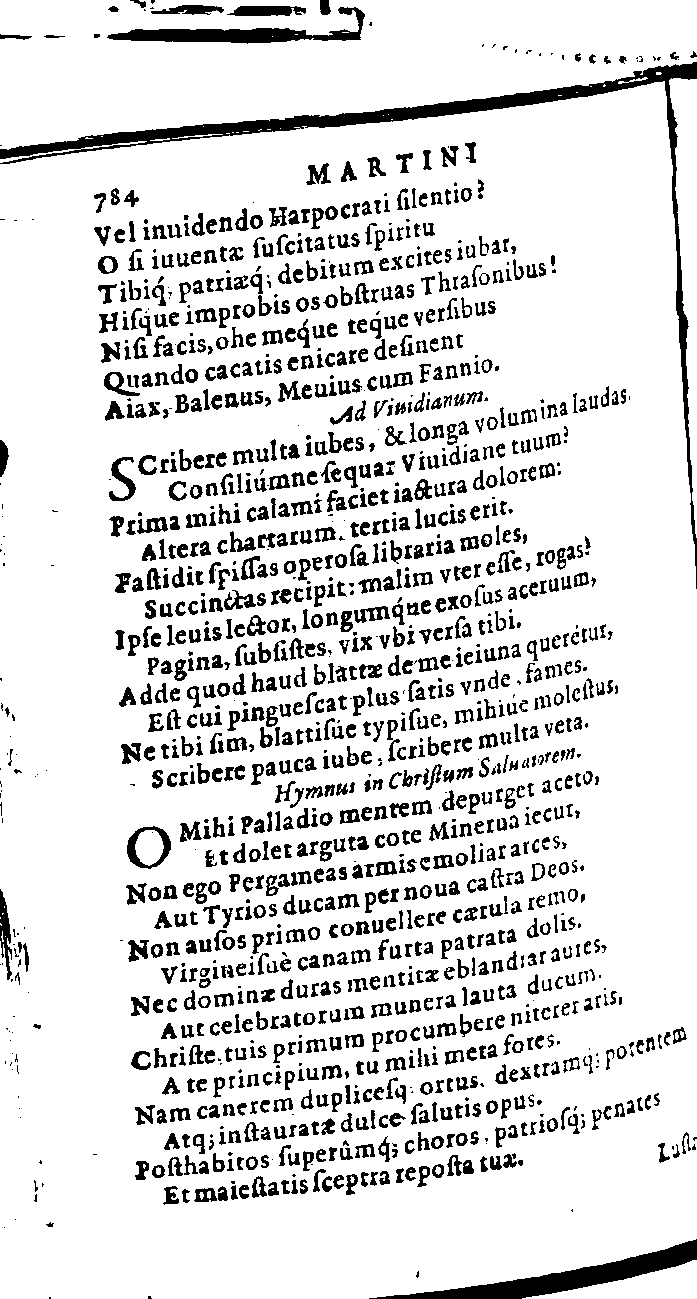 784 MARTINI
Vel inuidendo Harpocrati ſilentio?
O ſi iuuentæ ſuſcitatus ſpiritu
Tibiq́; patriæq́; debitum excites iubar,
Hiſque improbis os obſtruas Thraſonibus!
Niſi facis, ohe meque teque verſibus
Quando cacatis enicare deſinent
Aiax, Balenus, Meuius cum Fannio.
Ad Viuidianum.
SCribere multa iubes, & longa volumina laudas.
Conſiliúmne ſequar Viuidiane tuum?
Prima mihi calami faciet iactura dolorem:
Altera chartarum, tertia lucis erit.
Faſtidit ſpiſſas operoſa libraria moles,
Succinctas recipit: malim vter eſſe, rogas?
Ipſe leuis lector, longumq́ue exoſus aceruum,
Pagina, ſubſiſtes, vix vbi verſa tibi.
Adde quod haud blattæ de me ieiuna querétur,
Eſt cui pingueſcat plus ſatis vnde, fames.
Ne tibi ſim, blattiſúe typiſue, mihiúe moleſtus,
Scribere pauca iube, ſcribere multa veta.
Hymnus in Chriſtum Saluatorem.
O Mihi Palladio mentem depurget aceto,
Et dolet arguta cote Minerua iecur,
Non ego Pergameas armis emoliar arces,
Aut Tyrios ducam per noua caſtra Deos.
Non auſos primo conuellere cærula remo,
Virgineiſuè canam furta patrata dolis.
Nec dominæ duras mentitæ eblandiar aures,
Aut celebratorum munera lauta ducum.
Chriſte, tuis primum procumbere niterer aris,
A te principium, tu mihi meta fores.
Nam canerem dupliceſq́; ortus, dextramq́; potentem
Atq; inſtauratæ dulce ſalutis opus.
Poſthabitos ſuperûmq́; choros, patrioſq́; penates
Et maieſtatis ſceptra repoſta tuæ.